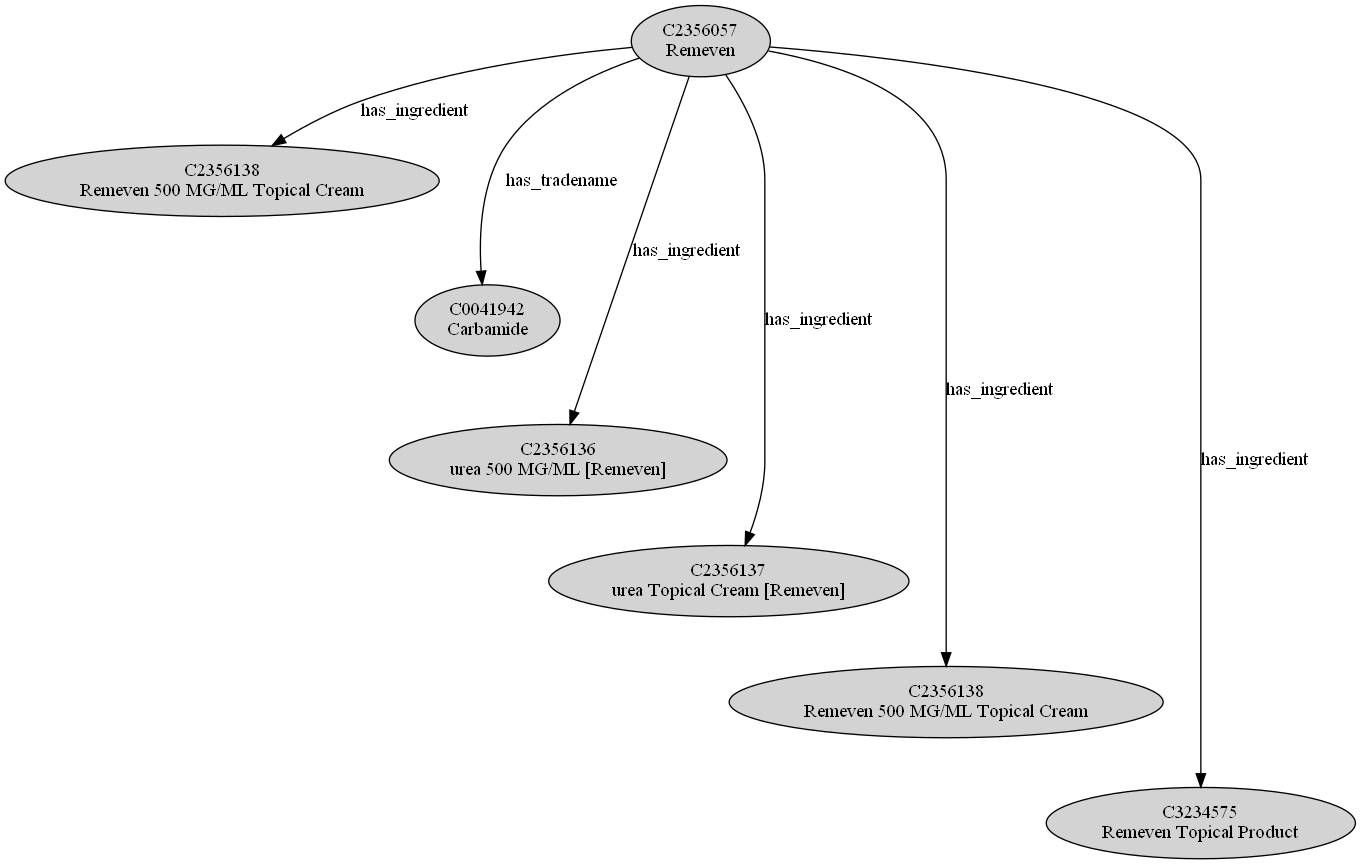 C2356057
Remeven
has_ingredient
C2356138
Remeven 500 MG/ML Topical Cream
has_tradename
has_ingredient
C0041942
Carbamide
has_ingredient
has_ingredient
C2356136
urea 500 MG/ML [Remeven]
has_ingredient
C2356137
urea Topical Cream [Remeven]
C2356138
Remeven 500 MG/ML Topical Cream
C3234575
Remeven Topical Product